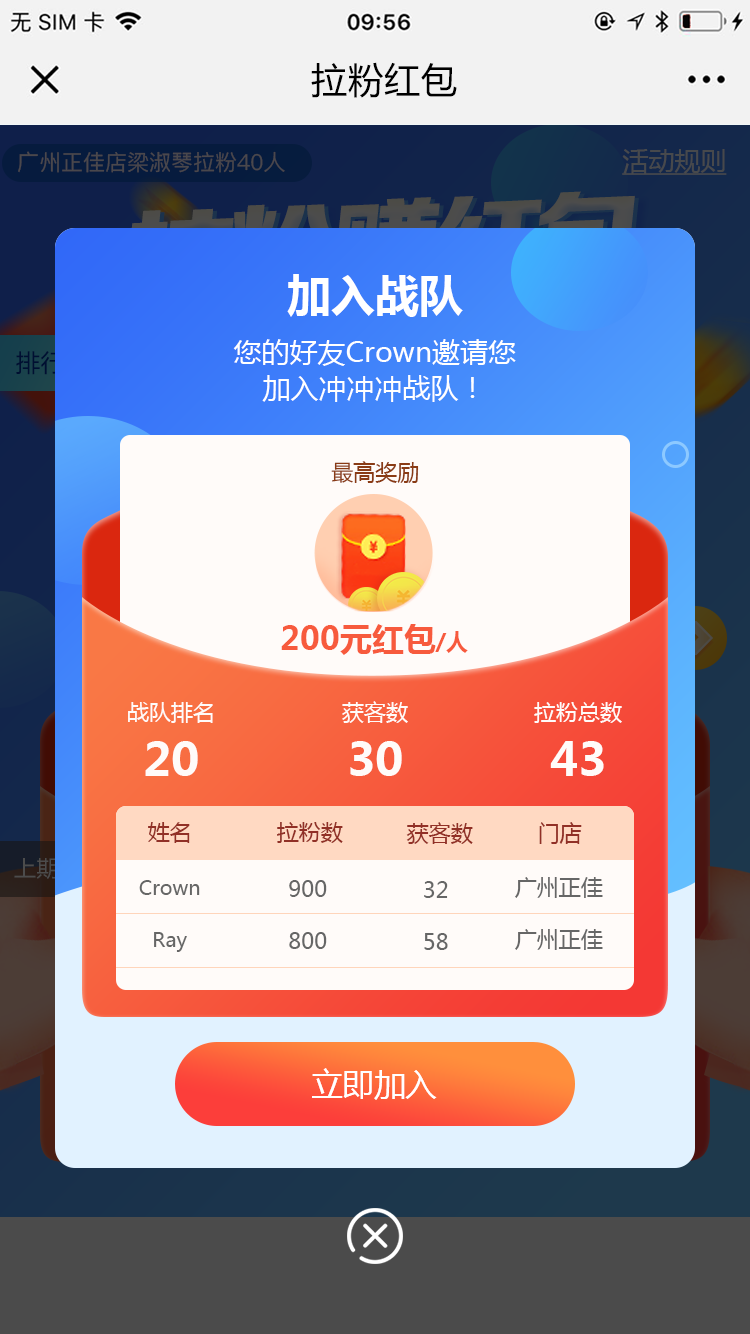 无 SIM 卡
09:56
拉粉红包
广州正佳店梁淑琴拉粉40人
活动规则
加入战队
您的好友Crown邀请您
加入冲冲冲战队！
排行
最高奖励
¥
200元红包/人
战队排名 获客数 拉粉总数
20 30 43
姓名 拉粉数 获客数 门店
上期
Crown 900 32 广州正佳
Ray 800 58 广州正佳
立即加入